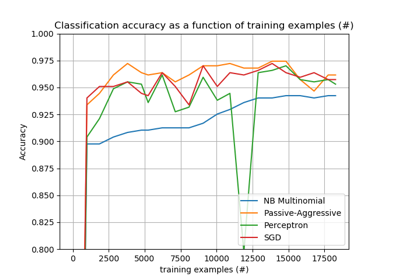 Classification accuracy as a function of training examples (#)
1.000
0.975
0.950
0.925
0.900
0.875
0.850
0.825
0.800
Accuracy
NB Multinomial
Passive-Aggressive
Perceptron
SGD
0 2500 5000 7500 10000 12500 15000 17500
training examples (#)